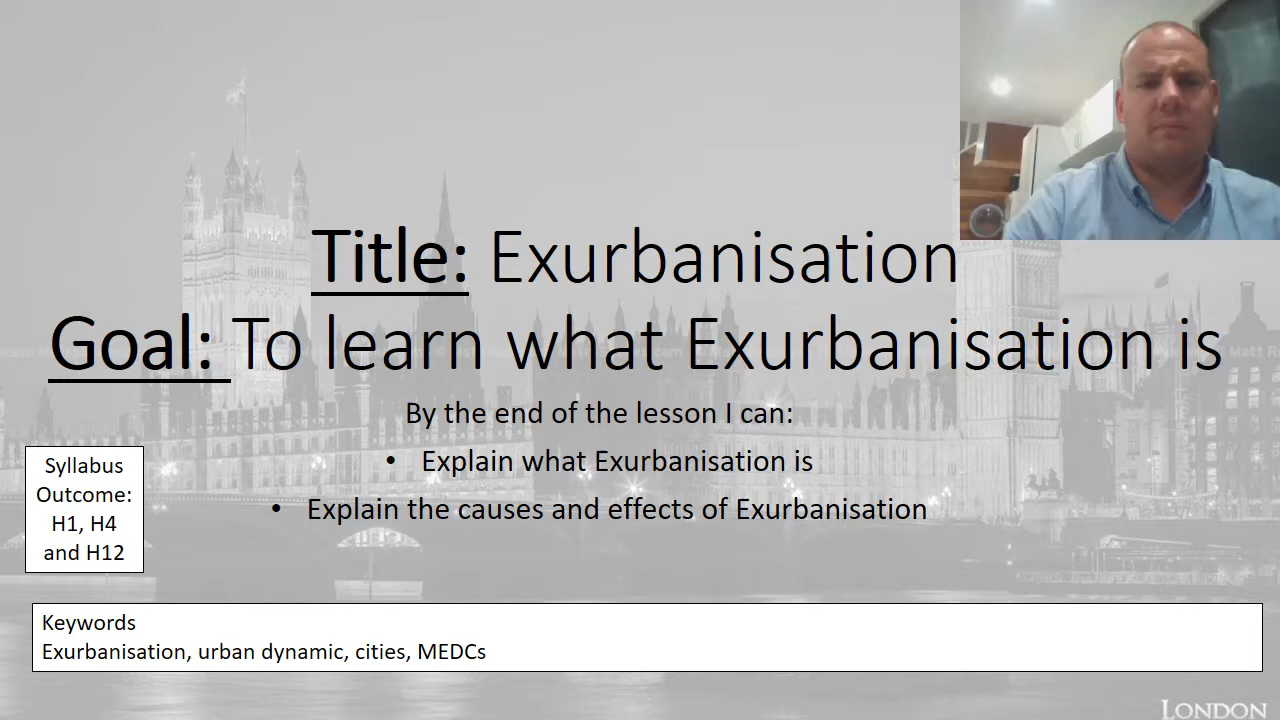 Title: Exurbanisation
Goal: To learn what Exurbanisation is
By the end of the lesson I can:
• Explain what Exurbanisation is
• Explain the causes and effects of Exurbanisation
Syllabus
Outcome:
H1, H4
and H12
Keywords
Exurbanisation, urban dynamic, cities, MEDCs
LONDON